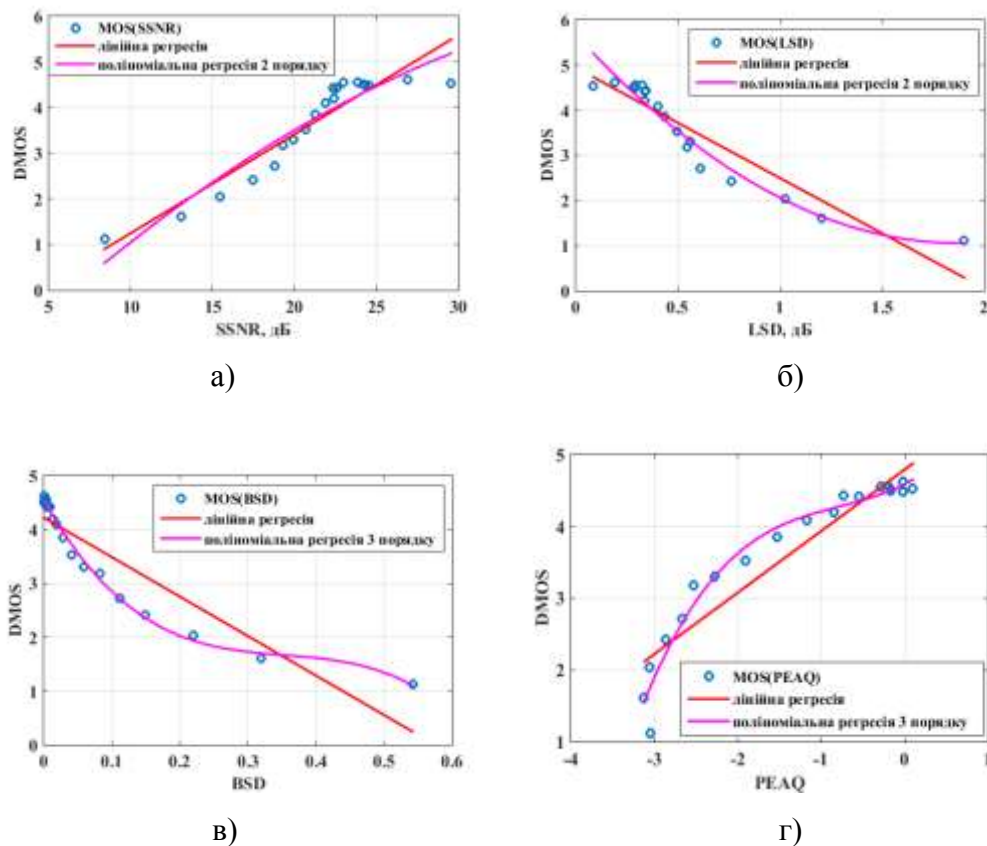 MOS(SSNR)
лінійна регресія
поліноміальна регресія 2 порядку
DMOS
6
5
4
3
2
1
0
5 10 15 20 25 30
SSNR, дБ
а)
MOS(LSD)
лінійна регресія
поліноміальна регресія 2 порядку
DMOS
6
5
4
3
2
1
0
0 0.5 1 1.5 2
LSD, дБ
б)
MOS(BSD)
лінійна регресія
поліноміальна регресія 3 порядку
DMOS
5
4
3
2
1
0
0 0.1 0.2 0.3 0.4 0.5 0.6
BSD
в)
DMOS
5
4
3
2
1
MOS(PEAQ)
лінійна регресія
поліноміальна регресія 3 порядку
-4 -3 -2 -1 0 1
PEAQ
г)